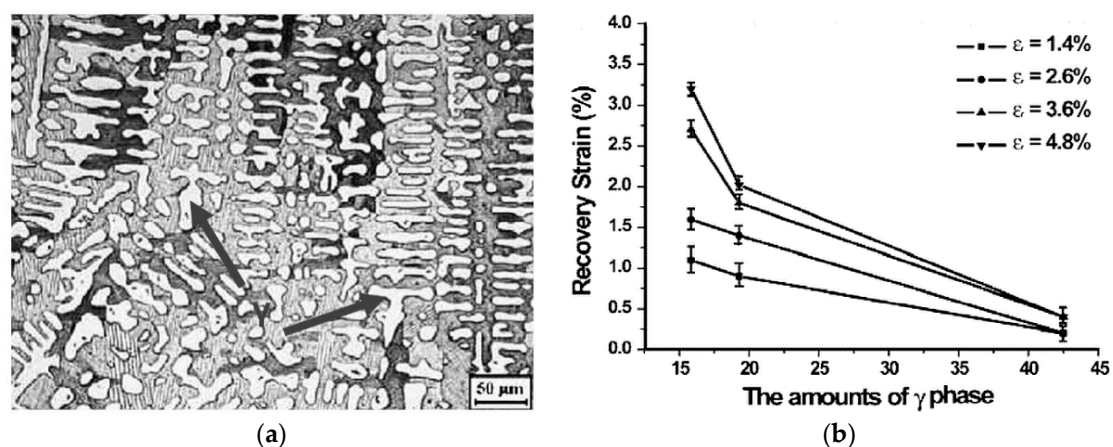 γ
50 μm
4.0
3.5
3.0
2.5
2.0
1.5
1.0
0.5
0.0
Recovery Strain (%)
ε = 1.4%
ε = 2.6%
ε = 3.6%
ε = 4.8%
15 20 25 30 35 40 45
The amounts of γ phase
(a) (b)